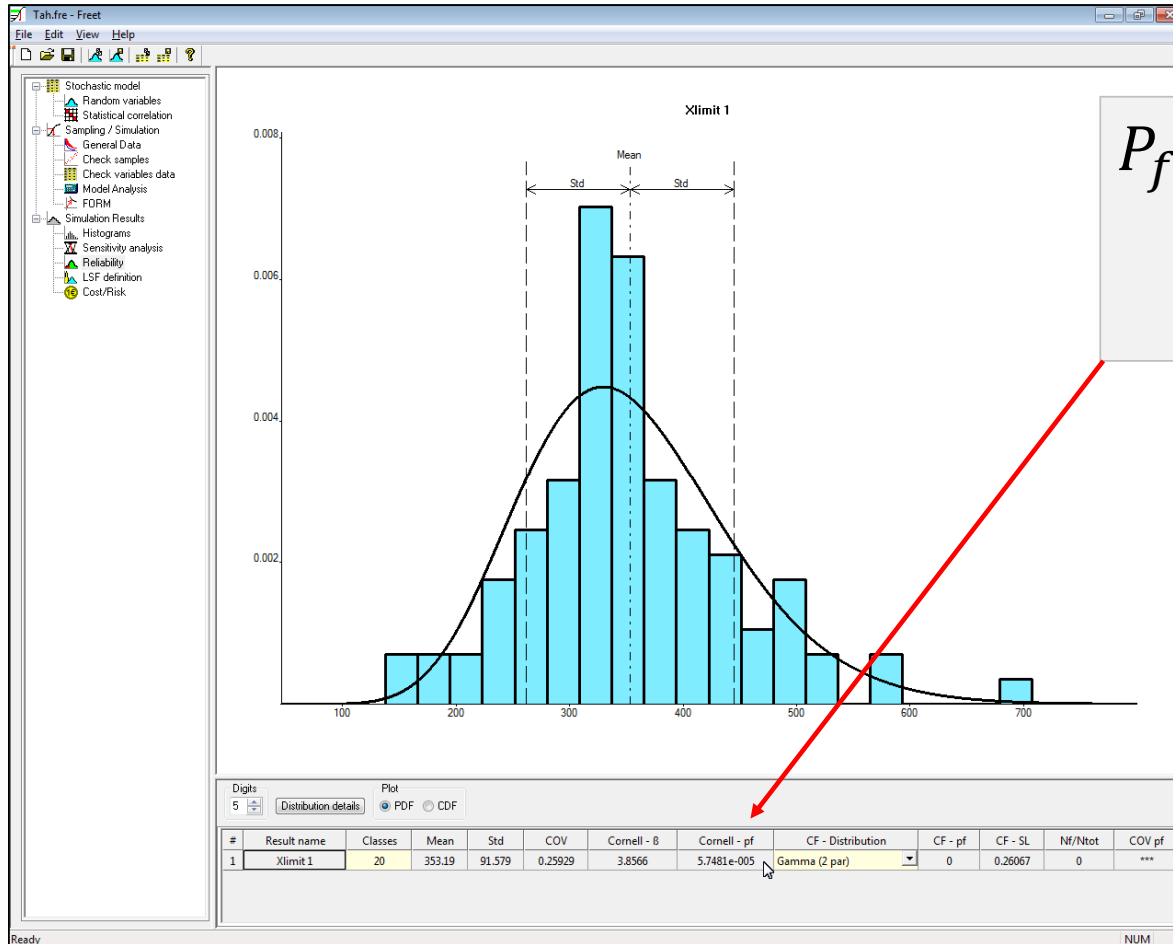 Tah.fre - Freet
File Edit View Help
Stochastic model
Random variables
Statistical correlation
Sampling / Simulation
General Data
Check samples
Check variables data
Model Analysis
FORM
Simulation Results
Histograms
Sensitivity analysis
Reliability
LSF definition
Cost/Risk
Xlimit 1
0.008
Mean
Std Std
0.006
0.004
0.002
100 200 300 400 500 600 700
P_f
Digits Plot
5 Distribution details PDF CDF
# Result name Classes Mean Std COV Cornell - ß Cornell - pf CF - Distribution CF - pf CF - SL Nf/Ntot COV pf
1 Xlimit 1 20 353.19 91.579 0.25929 3.8566 5.7481e-005 Gamma (2 par) 0 0.26067 0 ***
Ready NUM